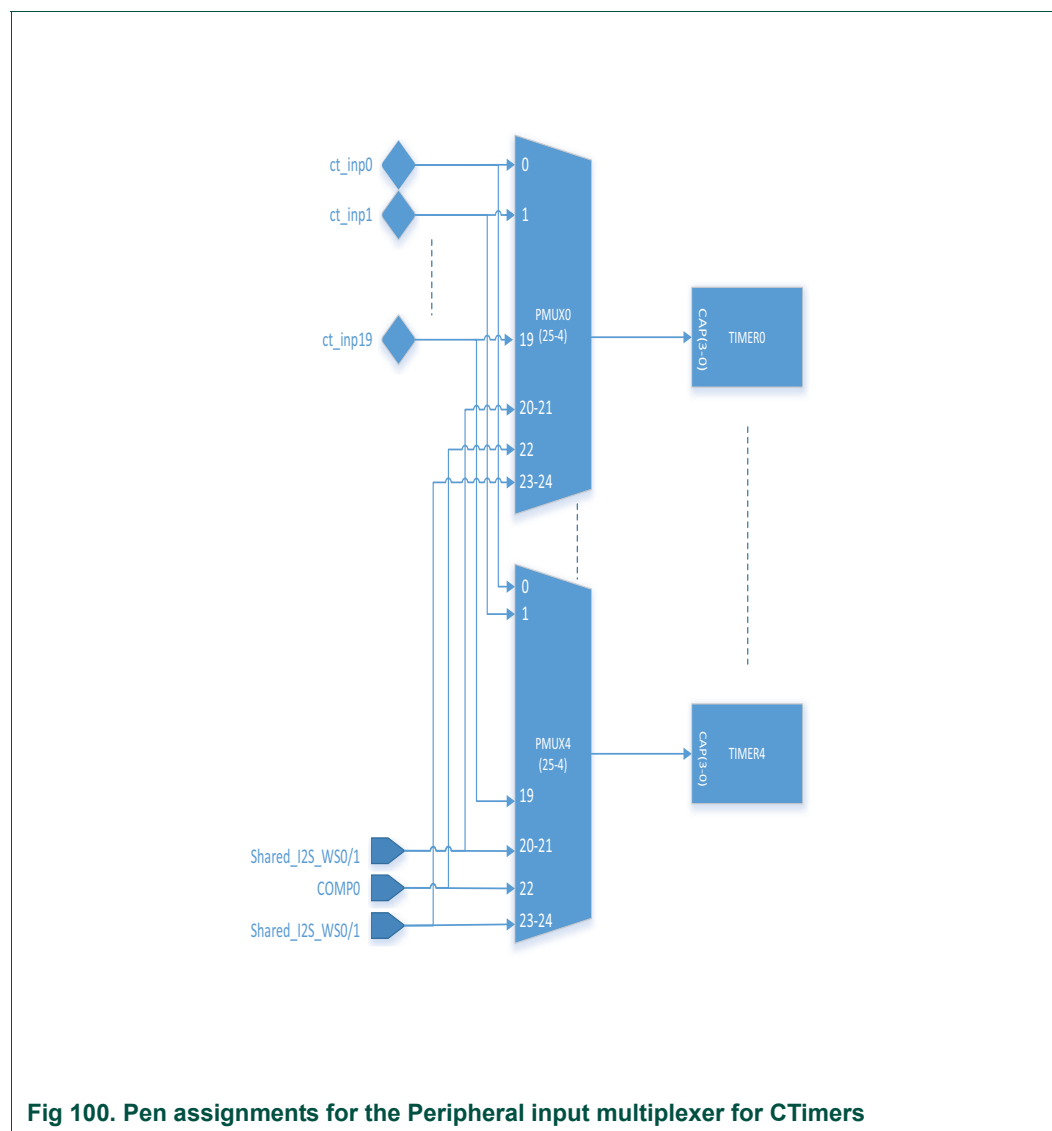 ct_inp0
0
ct_inp1
1
PMUX0
(25-4)
ct_inp19
19
CAP(3-0)
TIMER0
20-21
22
23-24
0
1
PMUX4
(25-4)
CAP(3-0)
TIMER4
19
Shared_I2S_WS0/1
20-21
COMP0
22
Shared_I2S_WS0/1
23-24
Fig 100. Pen assignments for the Peripheral input multiplexer for CTimers